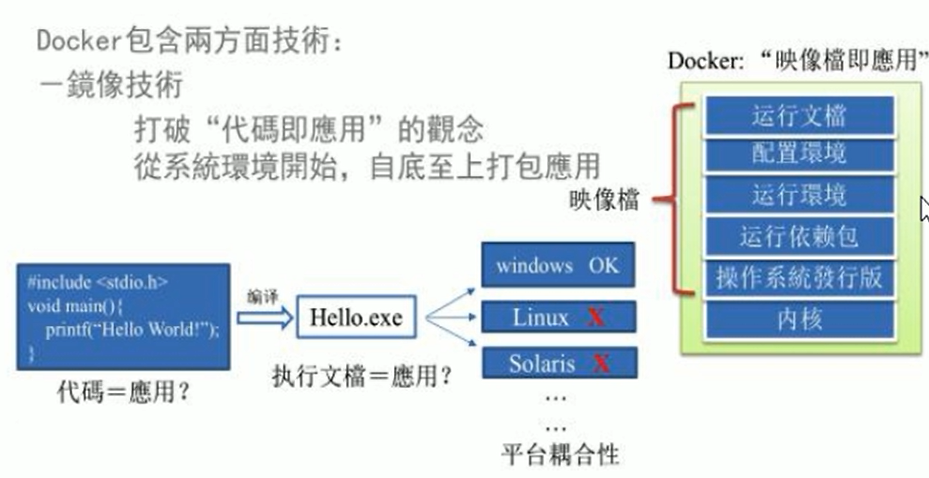 Docker包含兩方面技術：
－鏡像技術
打破“代碼即應用”的觀念
從系統環境開始，自底至上打包應用
Docker: “映像檔即應用”
运行文檔
配置環境
运行環境
运行依赖包
操作系統發行版
内核
映像檔
#include <stdio.h>
void main(){
printf(“Hello World!”);
}
代碼＝應用？
编译
Hello.exe
执行文檔＝應用？
windows OK
Linux X
Solaris X
…
…
平台耦合性